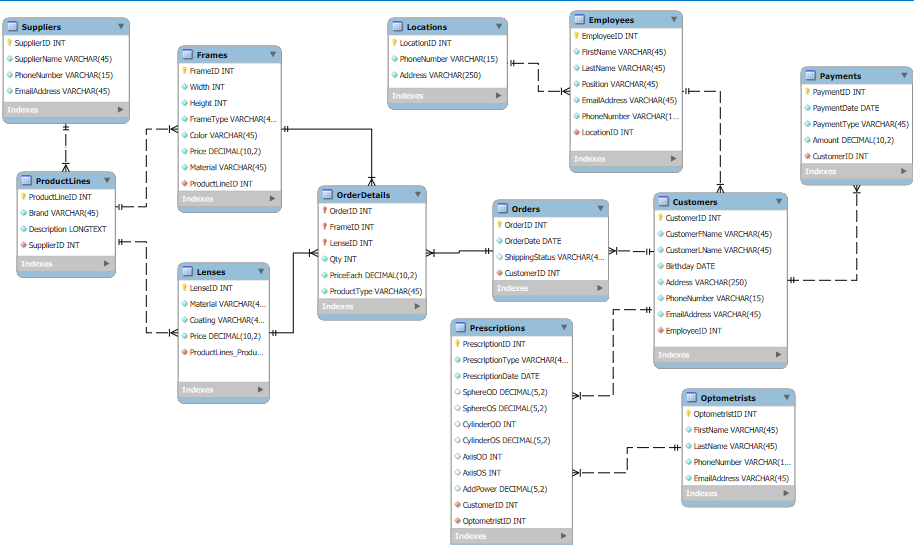 Suppliers
SupplierID INT
SupplierName VARCHAR(45)
PhoneNumber VARCHAR(15)
EmailAddress VARCHAR(45)
Indexes
ProductLines
ProductLineID INT
Brand VARCHAR(45)
Description LONGTEXT
SupplierID INT
Indexes
Frames
FrameID INT
Width INT
Height INT
FrameType VARCHAR(4...
Color VARCHAR(45)
Price DECIMAL(10,2)
Material VARCHAR(45)
ProductLineID INT
Indexes
Lenses
LenseID INT
Material VARCHAR(4...
Coating VARCHAR(4...
Price DECIMAL(10,2)
ProductLines_Produ...
Indexes
OrderDetails
OrderID INT
FrameID INT
LenseID INT
Qty INT
PriceEach DECIMAL(10,2)
ProductType VARCHAR(45)
Indexes
Locations
LocationID INT
PhoneNumber VARCHAR(15)
Address VARCHAR(250)
Indexes
Employees
EmployeeID INT
FirstName VARCHAR(45)
LastName VARCHAR(45)
Position VARCHAR(45)
EmailAddress VARCHAR(45)
PhoneNumber VARCHAR(1...
LocationID INT
Indexes
Orders
OrderID INT
OrderDate DATE
ShippingStatus VARCHAR(4...
CustomerID INT
Indexes
Customers
CustomerID INT
CustomerFName VARCHAR(45)
CustomerLName VARCHAR(45)
Birthday DATE
Address VARCHAR(250)
PhoneNumber VARCHAR(15)
EmailAddress VARCHAR(45)
EmployeeID INT
Indexes
Payments
PaymentID INT
PaymentDate DATE
PaymentType VARCHAR(45)
Amount DECIMAL(10,2)
CustomerID INT
Indexes
Prescriptions
PrescriptionID INT
PrescriptionType VARCHAR(4...
PrescriptionDate DATE
SphereOD DECIMAL(5,2)
SphereOS DECIMAL(5,2)
CylinderOD INT
CylinderOS DECIMAL(5,2)
AxisOD INT
AxisOS INT
AddPower DECIMAL(5,2)
CustomerID INT
OptometristID INT
Indexes
Optometrists
OptometristID INT
FirstName VARCHAR(45)
LastName VARCHAR(45)
PhoneNumber VARCHAR(1...
EmailAddress VARCHAR(45)
Indexes